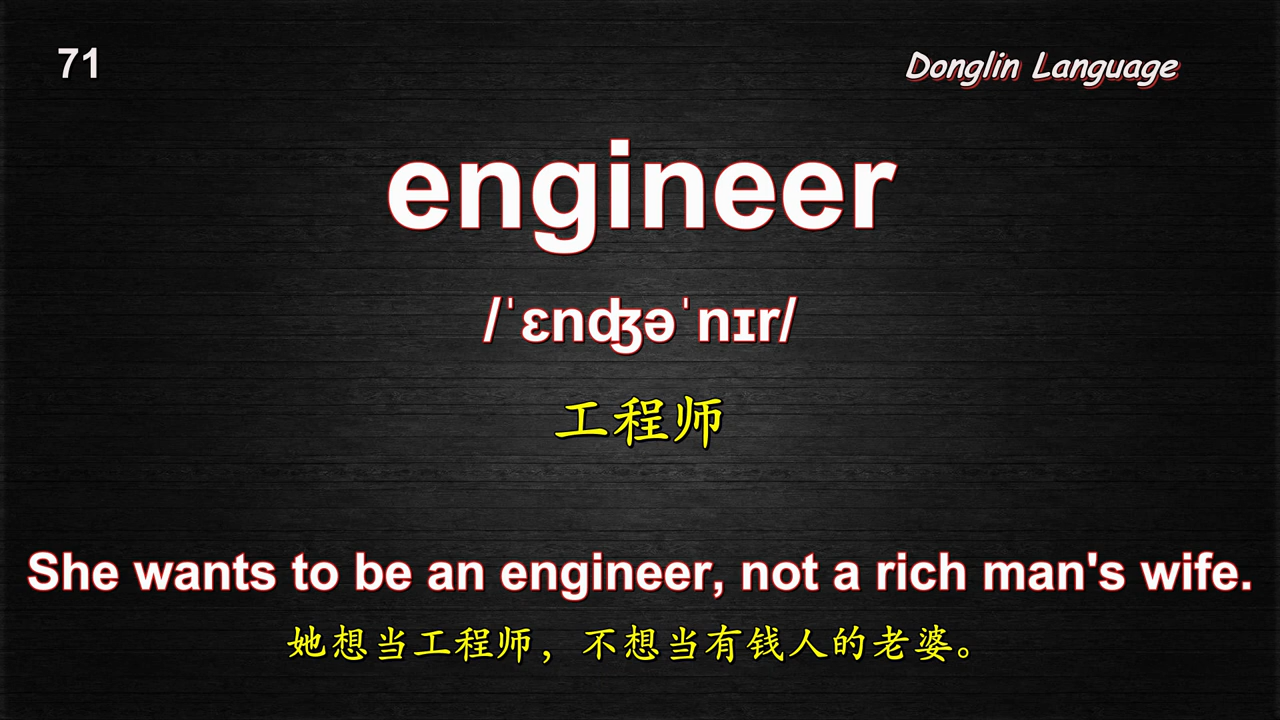 71
Donglin Language
engineer
/ˈɛnʤəˈnɪr/
工程师
She wants to be an engineer, not a rich man's wife.
她想当工程师，不想当有钱人的老婆。